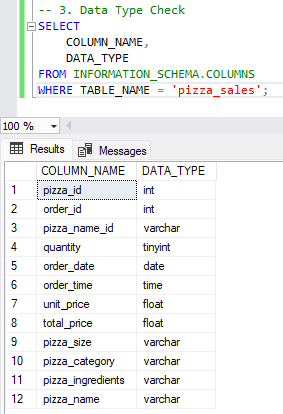 -- 3. Data Type Check
SELECT
COLUMN_NAME,
DATA_TYPE
FROM INFORMATION_SCHEMA.COLUMNS
WHERE TABLE_NAME = 'pizza_sales';
100 %
Results Messages
COLUMN_NAME DATA_TYPE
1 pizza_id int
2 order_id int
3 pizza_name_id varchar
4 quantity tinyint
5 order_date date
6 order_time time
7 unit_price float
8 total_price float
9 pizza_size varchar
10 pizza_category varchar
11 pizza_ingredients varchar
12 pizza_name varchar